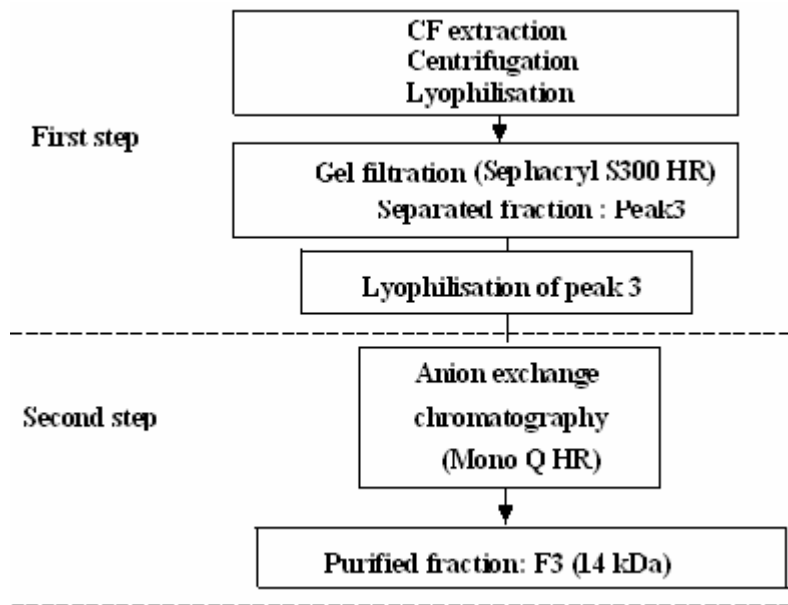 CF extraction
Centrifugation
Lyophilisation
First step
Gel filtration (Sephacryl S300 HR)
Separated fraction : Peak3
Lyophilisation of peak 3
Second step
Anion exchange
chromatography
(Mono Q HR)
Purified fraction: F3 (14 kDa)